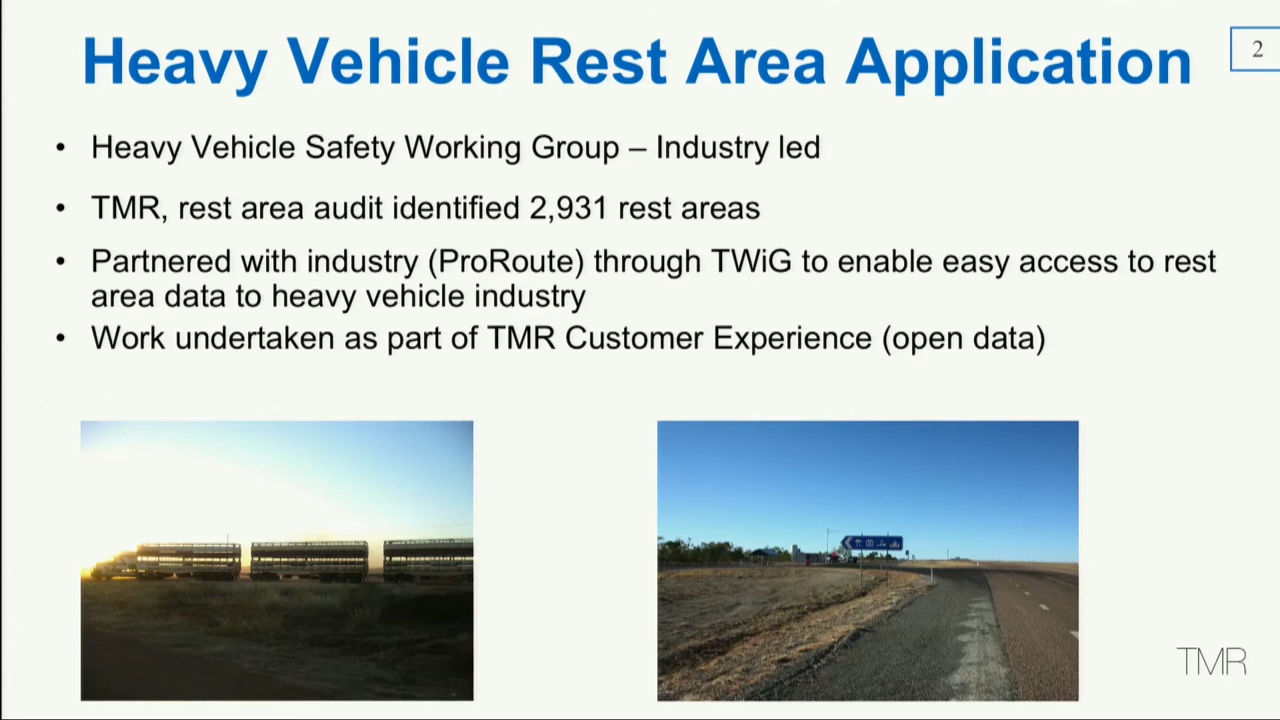 Heavy Vehicle Rest Area Application
2
• Heavy Vehicle Safety Working Group – Industry led
• TMR, rest area audit identified 2,931 rest areas
• Partnered with industry (ProRoute) through TWiG to enable easy access to rest
area data to heavy vehicle industry
• Work undertaken as part of TMR Customer Experience (open data)
TMR